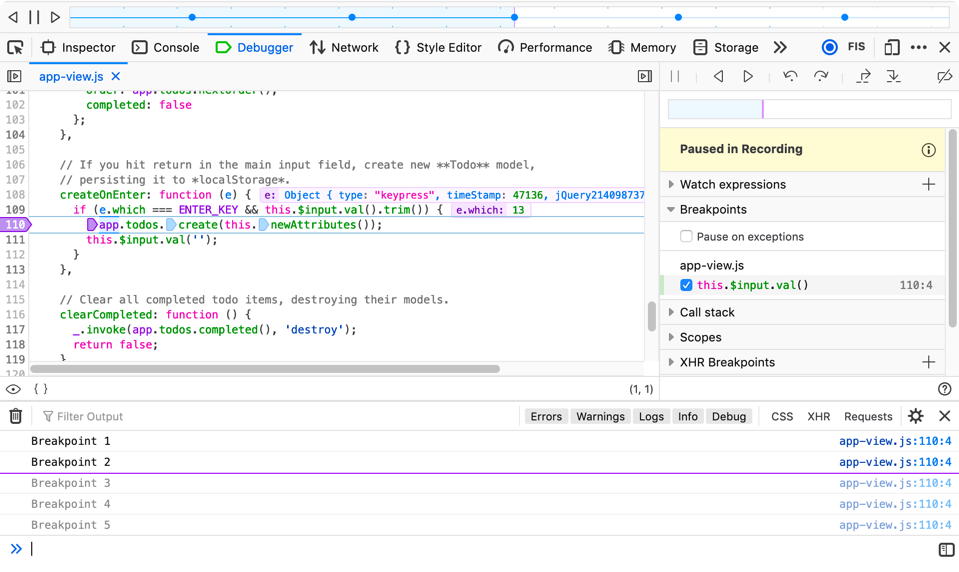 Inspector Console Debugger Network Style Editor Performance Memory Storage FIS
app-view.js
order: app.todos.nextOrder();
102 completed: false
103 };
104 },
105
106 // If you hit return in the main input field, create new **Todo** model,
107 // persisting it to *localStorage*.
108 createOnEnter: function (e) { e: Object { type: "keypress", timeStamp: 47136, jQuery214098737
109 if (e.which === ENTER_KEY && this.$input.val().trim()) { e.which: 13
110 app.todos.create(this.newAttributes());
111 this.$input.val('');
112 }
113 },
114
115 // Clear all completed todo items, destroying their models.
116 clearCompleted: function () {
117 _.invoke(app.todos.completed(), 'destroy');
118 return false;
119 }
120
{ } (1, 1)
Paused in Recording
Watch expressions
Breakpoints
Pause on exceptions
app-view.js
this.$input.val() 110:4
Call stack
Scopes
XHR Breakpoints
Filter Output Errors Warnings Logs Info Debug CSS XHR Requests
Breakpoint 1 app-view.js:110:4
Breakpoint 2 app-view.js:110:4
Breakpoint 3 app-view.js:110:4
Breakpoint 4 app-view.js:110:4
Breakpoint 5 app-view.js:110:4